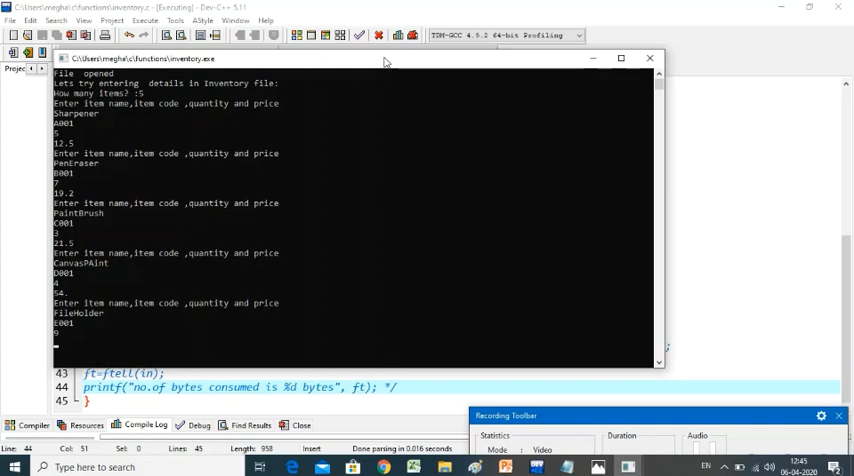 C:\Users\megha\c\functions\inventory.c - [Executing] - Dev-C++ 5.11
File Edit Search View Project Execute Tools AStyle Window Help
TDM-GCC 4.9.2 64-bit Profiling
Projec
C:\Users\megha\c\functions\inventory.exe
File  opened
Lets try entering  details in Inventory file:
How many items? :5
Enter item name,item code ,quantity and price
Sharpener
A001
5
12.5
Enter item name,item code ,quantity and price
PenEraser
B001
7
19.2
Enter item name,item code ,quantity and price
PaintBrush
C001
3
21.5
Enter item name,item code ,quantity and price
CanvasPAint
D001
4
54.
Enter item name,item code ,quantity and price
FileHolder
E001
9
;
43 ft=ftell(in);
44 printf("no.of bytes consumed is %d bytes", ft); */
45 }
Compiler Resources Compile Log Debug Find Results Close
Recording Toolbar
Statistics Duration Audio
Mode : Video
Line: 44 Col: 51 Sel: 0 Lines: 45 Length: 958 Insert Done parsing in 0.016 seconds
Type here to search
EN
12:45
06-04-2020
2